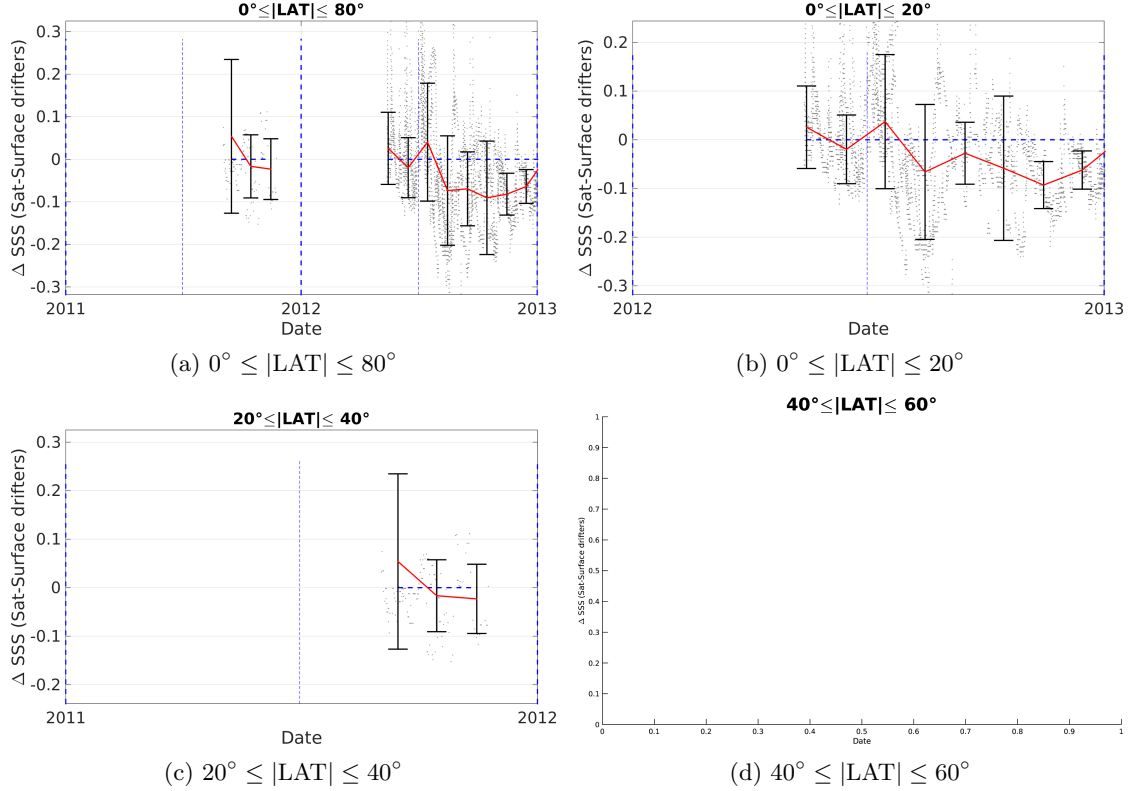 0°≤|LAT|≤ 80°
0.3
0.2
0.1
0
-0.1
-0.2
-0.3
Δ SSS (Sat-Surface drifters)
2011
2012
2013
Date
(a) 0° ≤ |LAT| ≤ 80°
0°≤|LAT|≤ 20°
0.2
0.1
0
-0.1
-0.2
-0.3
Δ SSS (Sat-Surface drifters)
2012
2013
Date
(b) 0° ≤ |LAT| ≤ 20°
20°≤|LAT|≤ 40°
0.3
0.2
0.1
0
-0.1
-0.2
Δ SSS (Sat-Surface drifters)
2011
2012
Date
(c) 20° ≤ |LAT| ≤ 40°
40°≤|LAT|≤ 60°
1
0.9
0.8
0.7
0.6
0.5
0.4
0.3
0.2
0.1
0
Δ SSS (Sat-Surface drifters)
0 0.1 0.2 0.3 0.4 0.5 0.6 0.7 0.8 0.9 1
Date
(d) 40° ≤ |LAT| ≤ 60°